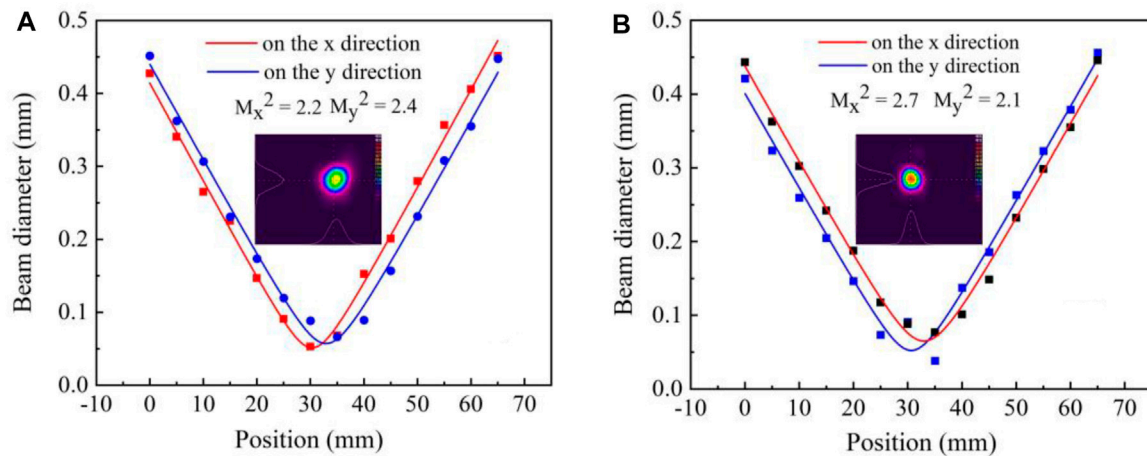 A
0.5
0.4
0.3
0.2
0.1
0.0
Beam diameter (mm)
on the x direction
on the y direction
Mx² = 2.2 My² = 2.4
-10 0 10 20 30 40 50 60 70
Position (mm)
B
0.5
0.4
0.3
0.2
0.1
0.0
Beam diameter (mm)
on the x direction
on the y direction
Mx² = 2.7 My² = 2.1
-10 0 10 20 30 40 50 60 70
Position (mm)